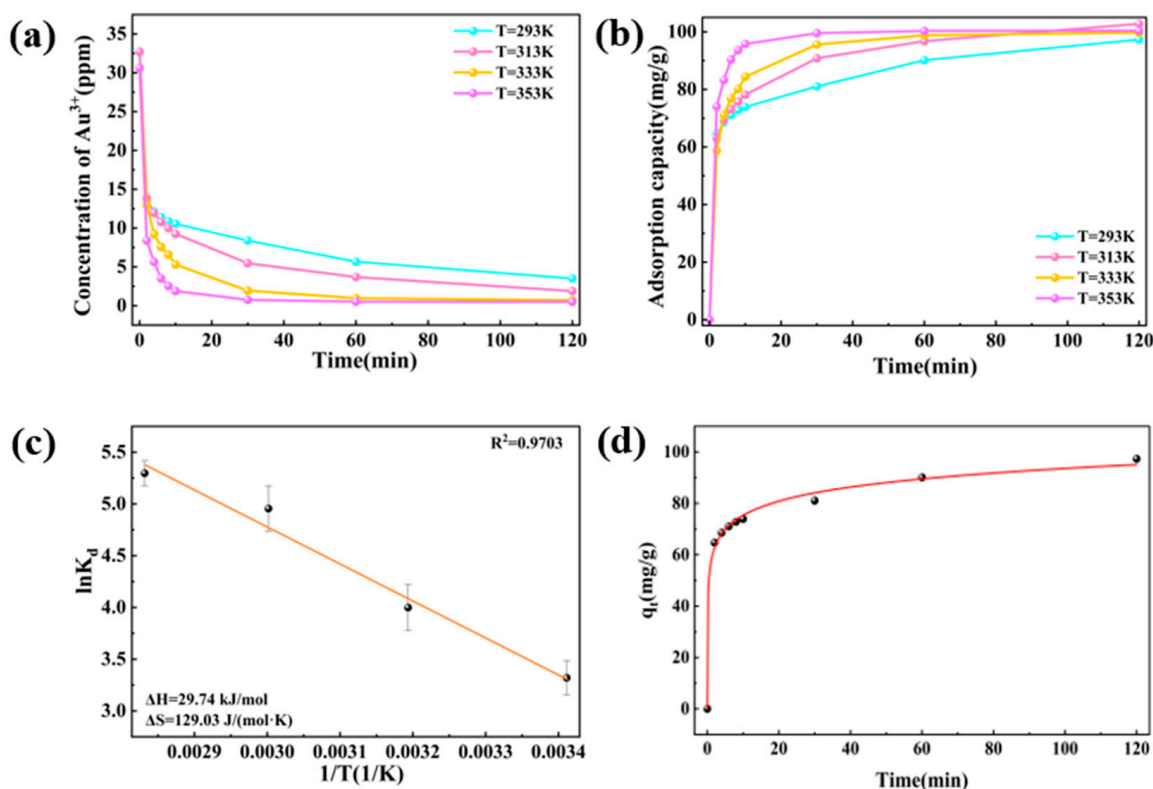 (a)
T=293K
T=313K
T=333K
T=353K
35
30
25
20
15
10
5
0
Concentration of Au³⁺(ppm)
0 20 40 60 80 100 120
Time(min)
(b)
100
80
60
40
20
0
Adsorption capacity(mg/g)
T=293K
T=313K
T=333K
T=353K
0 20 40 60 80 100 120
Time(min)
(c)
R²=0.9703
5.5
5.0
4.5
4.0
3.5
3.0
lnK_d
ΔH=29.74 kJ/mol
ΔS=129.03 J/(mol·K)
0.0029 0.0030 0.0031 0.0032 0.0033 0.0034
1/T(1/K)
(d)
100
80
60
40
20
0
q_t(mg/g)
0 20 40 60 80 100 120
Time(min)